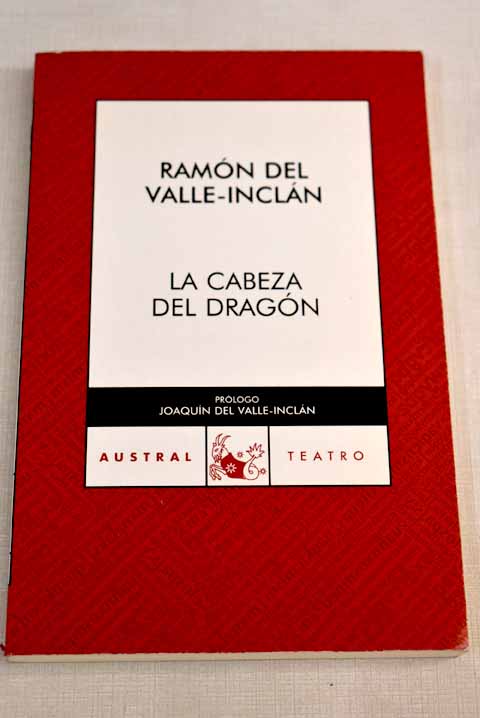 RAMÓN DEL
VALLE-INCLÁN
LA CABEZA
DEL DRAGÓN
PRÓLOGO
JOAQUÍN DEL VALLE-INCLÁN
AUSTRAL
TEATRO